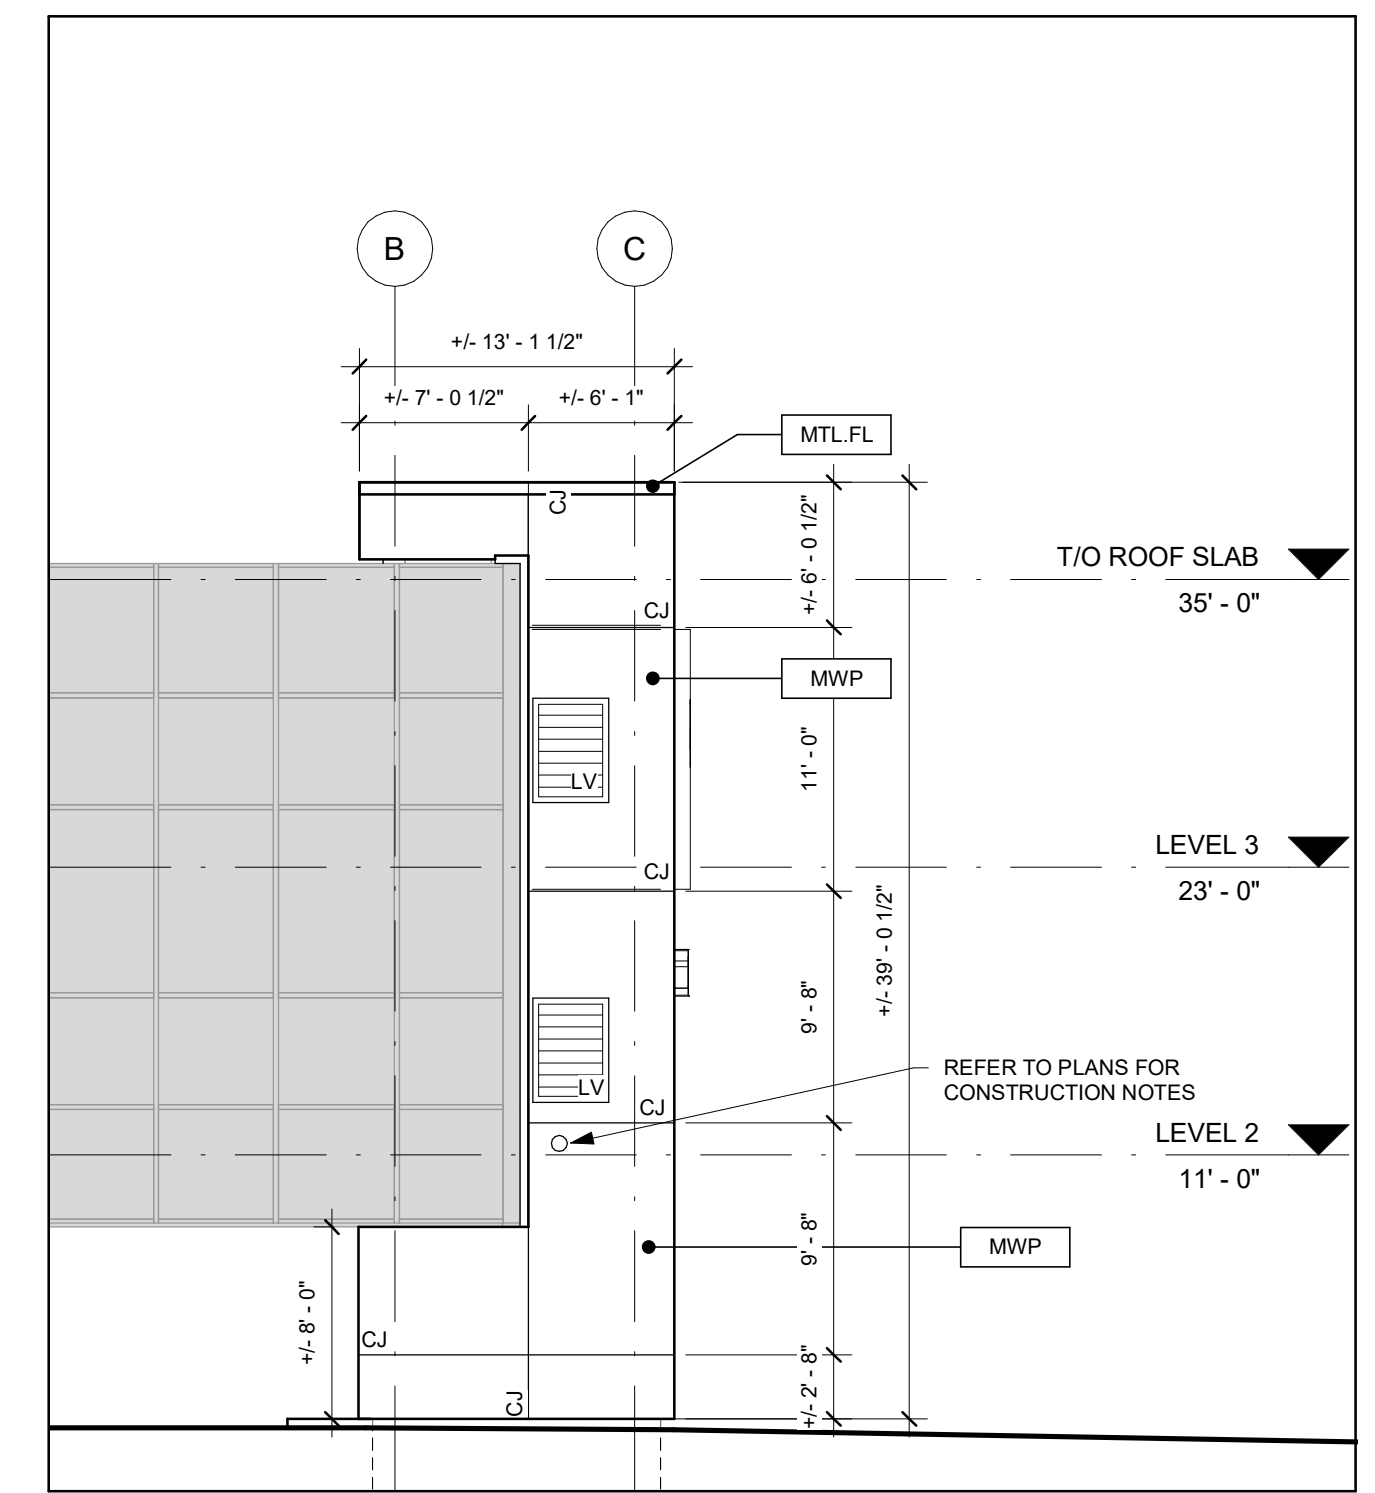 B
C
+/- 13' - 1 1/2"
+/- 7' - 0 1/2"
+/- 6' - 1"
MTL.FL
CJ
+/- 6' - 0 1/2"
T/O ROOF SLAB
35' - 0"
CJ
MWP
11' - 0"
LV
LEVEL 3
23' - 0"
CJ
+/- 39' - 0 1/2"
9' - 8"
REFER TO PLANS FOR
CONSTRUCTION NOTES
LV
CJ
LEVEL 2
11' - 0"
9' - 8"
MWP
+/- 8' - 0"
CJ
+/- 2' - 8"
CJ